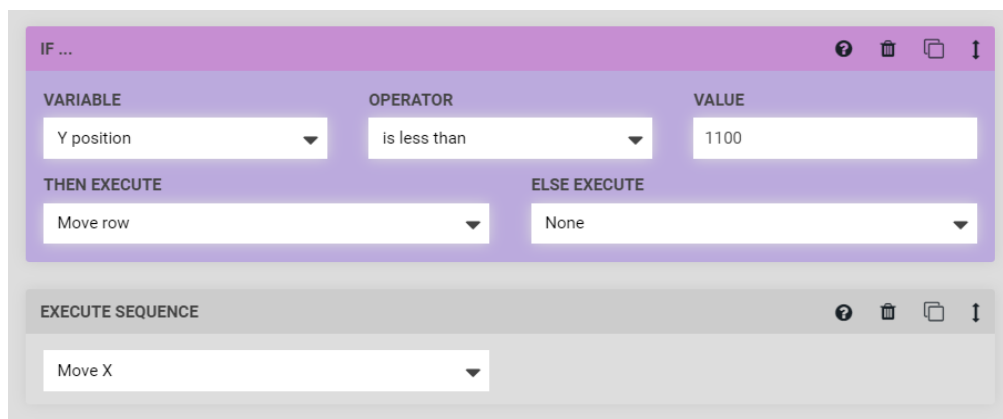 IF ...
VARIABLE OPERATOR VALUE
Y position is less than 1100
THEN EXECUTE ELSE EXECUTE
Move row None
EXECUTE SEQUENCE
Move X